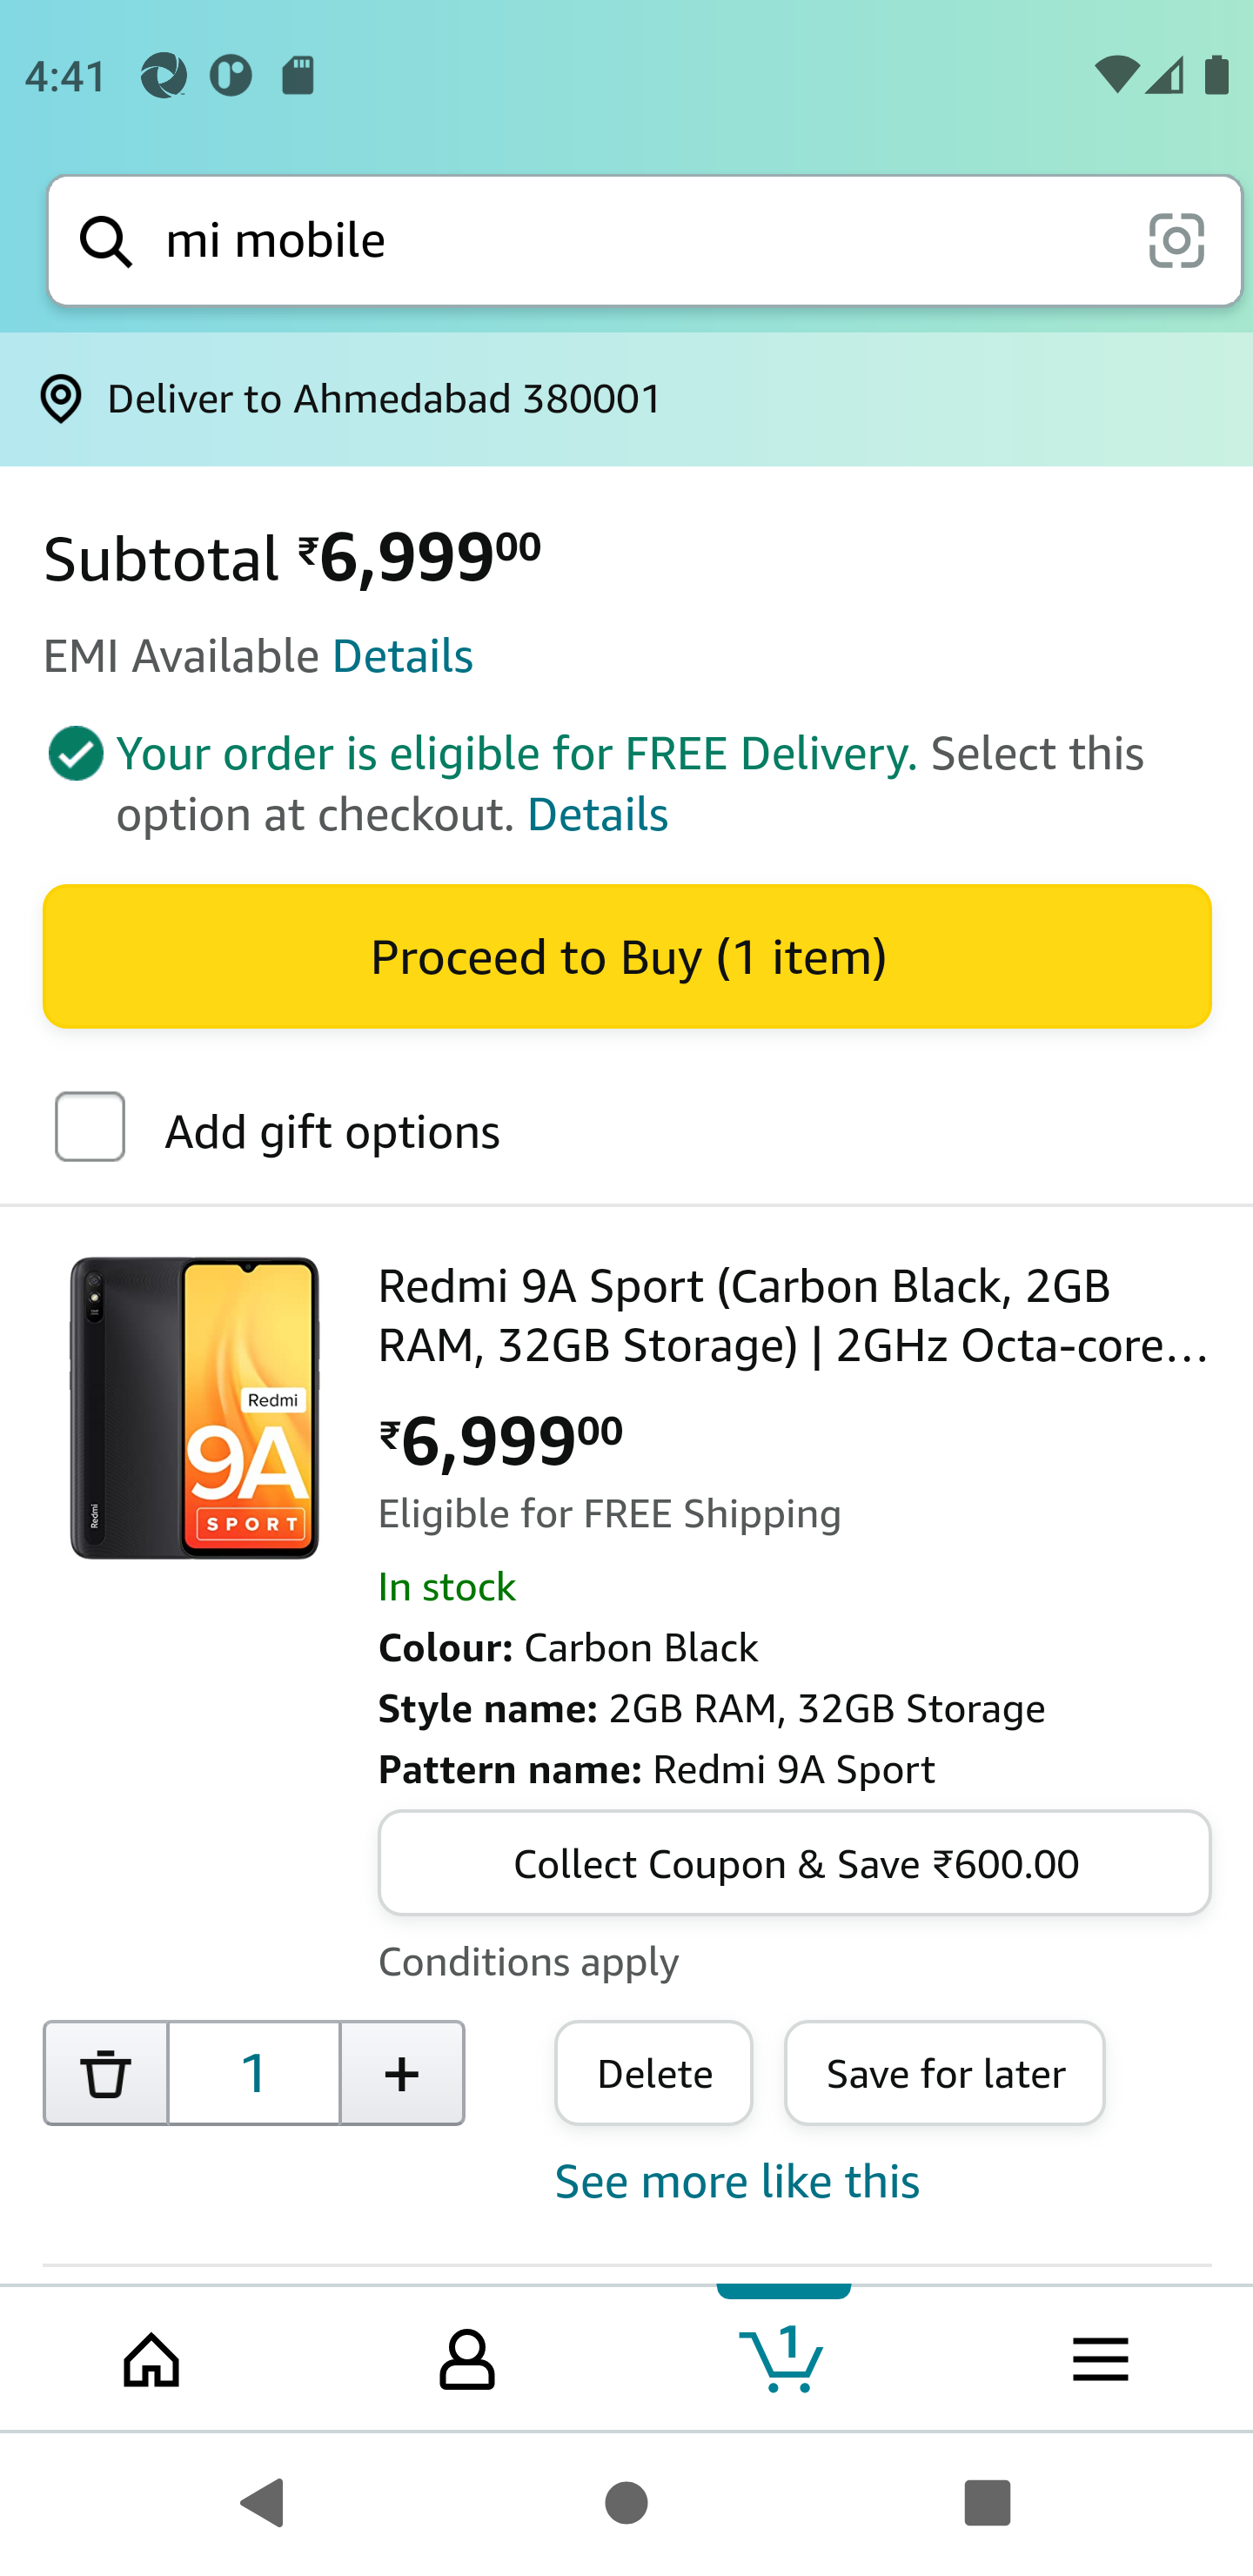 4:41
mi mobile
Deliver to Ahmedabad 380001
Subtotal ₹6,999⁰⁰
EMI Available Details
Your order is eligible for FREE Delivery. Select this
option at checkout. Details
Proceed to Buy (1 item)
Add gift options
Redmi 9A Sport (Carbon Black, 2GB
RAM, 32GB Storage) | 2GHz Octa-core...
Redmi
9A
SPORT
Redmi
₹6,999⁰⁰
Eligible for FREE Shipping
In stock
Colour: Carbon Black
Style name: 2GB RAM, 32GB Storage
Pattern name: Redmi 9A Sport
Collect Coupon & Save ₹600.00
Conditions apply
1 +
Delete
Save for later
See more like this
1